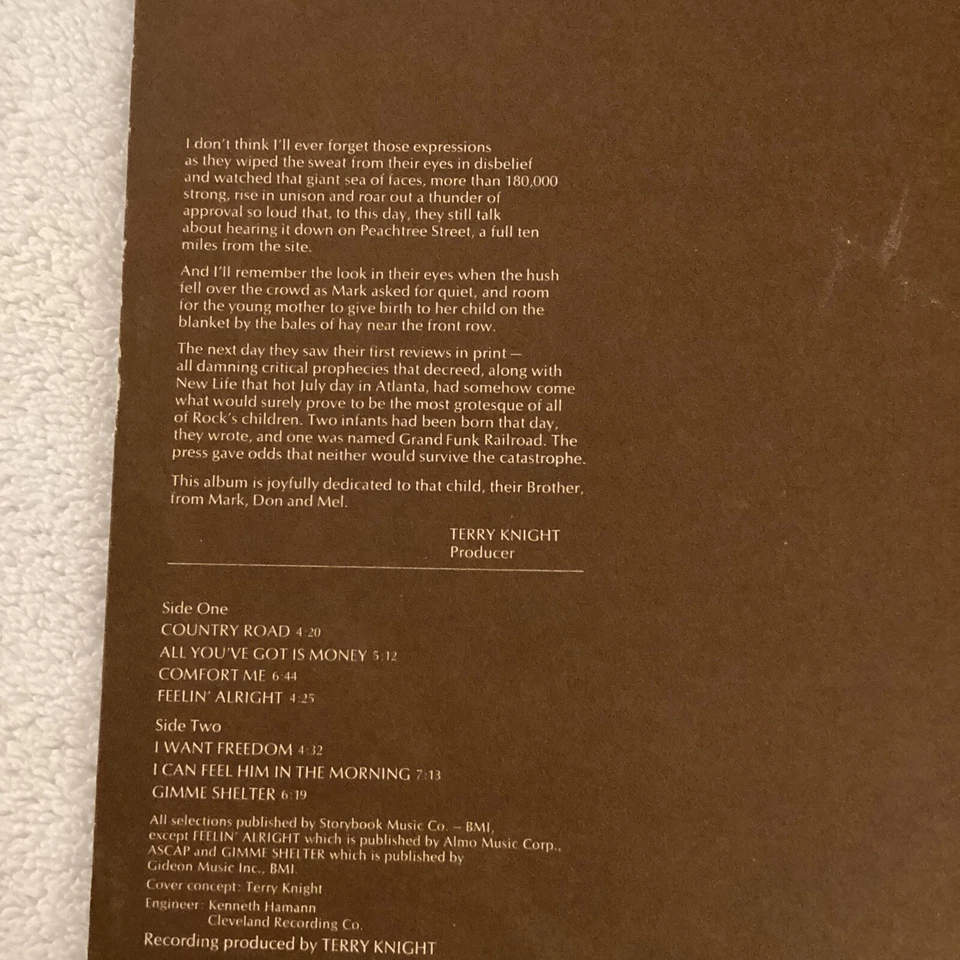 I don't think I'll ever forget those expressions
as they wiped the sweat from their eyes in disbelief
and watched that giant sea of faces, more than 180,000
strong, rise in unison and roar out a thunder of
approval so loud that, to this day, they still talk
about hearing it down on Peachtree Street, a full ten
miles from the site.
And I'll remember the look in their eyes when the hush
fell over the crowd as Mark asked for quiet, and room
for the young mother to give birth to her child on the
blanket by the bales of hay near the front row.
The next day they saw their first reviews in print —
all damning critical prophecies that decreed, along with
New Life that hot July day in Atlanta, had somehow come
what would surely prove to be the most grotesque of all
of Rock's children. Two infants had been born that day,
they wrote, and one was named Grand Funk Railroad. The
press gave odds that neither would survive the catastrophe.
This album is joyfully dedicated to that child, their Brother,
from Mark, Don and Mel.
TERRY KNIGHT
Producer
Side One
COUNTRY ROAD 4:20
ALL YOU'VE GOT IS MONEY 5:12
COMFORT ME 6:44
FEELIN' ALRIGHT 4:25
Side Two
I WANT FREEDOM 4:32
I CAN FEEL HIM IN THE MORNING 7:13
GIMME SHELTER 6:19
All selections published by Storybook Music Co. — BMI,
except FEELIN' ALRIGHT which is published by Almo Music Corp.,
ASCAP and GIMME SHELTER which is published by
Gideon Music Inc., BMI.
Cover concept: Terry Knight
Engineer: Kenneth Hamann
Cleveland Recording Co.
Recording produced by TERRY KNIGHT